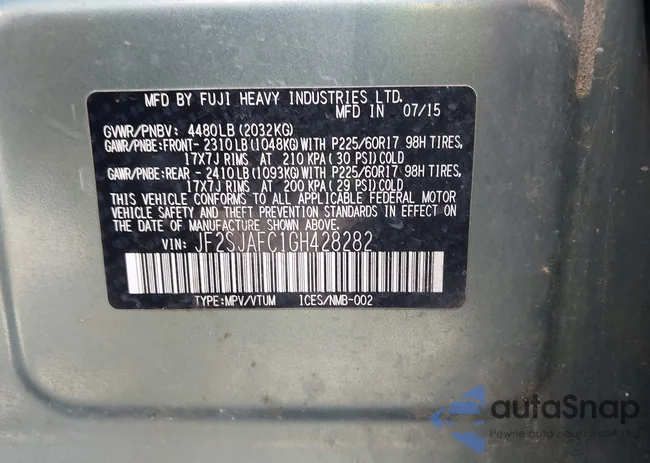 MFD BY FUJI HEAVY INDUSTRIES LTD.
MFD IN 07/15
GVWR/PNBV: 4480LB(2032KG)
GAWR/PNBE:FRONT- 2310LB(1048KG)WITH P225/60R17 98H TIRES,
17X7J RIMS AT 210 KPA(30 PSI)COLD
GAWR/PNBE:REAR -2410LB(1093KG)WITH P225/60R17 98H TIRES,
17X7J RIMS AT 200 KPA(29 PSI)COLD
THIS VEHICLE CONFORMS TO ALL APPLICABLE FEDERAL MOTOR
VEHICLE SAFETY AND THEFT PREVENTION STANDARDS IN EFFECT
ON THE DATE OF MANUFACTURE SHOWN ABOVE.
VIN: JF2SJAFC1GH428282
TYPE:MPV/VTUM ICES/NMB-002
autoSnap
Pewne auto